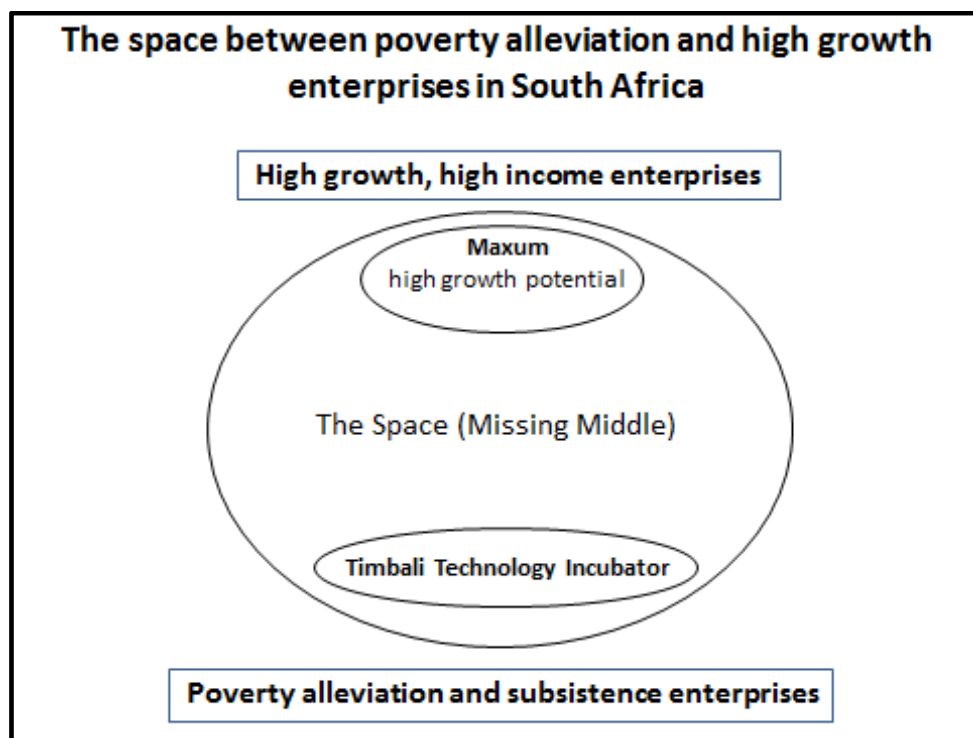 The space between poverty alleviation and high growth
enterprises in South Africa
High growth, high income enterprises
Maxum
high growth potential
The Space (Missing Middle)
Timbali Technology Incubator
Poverty alleviation and subsistence enterprises